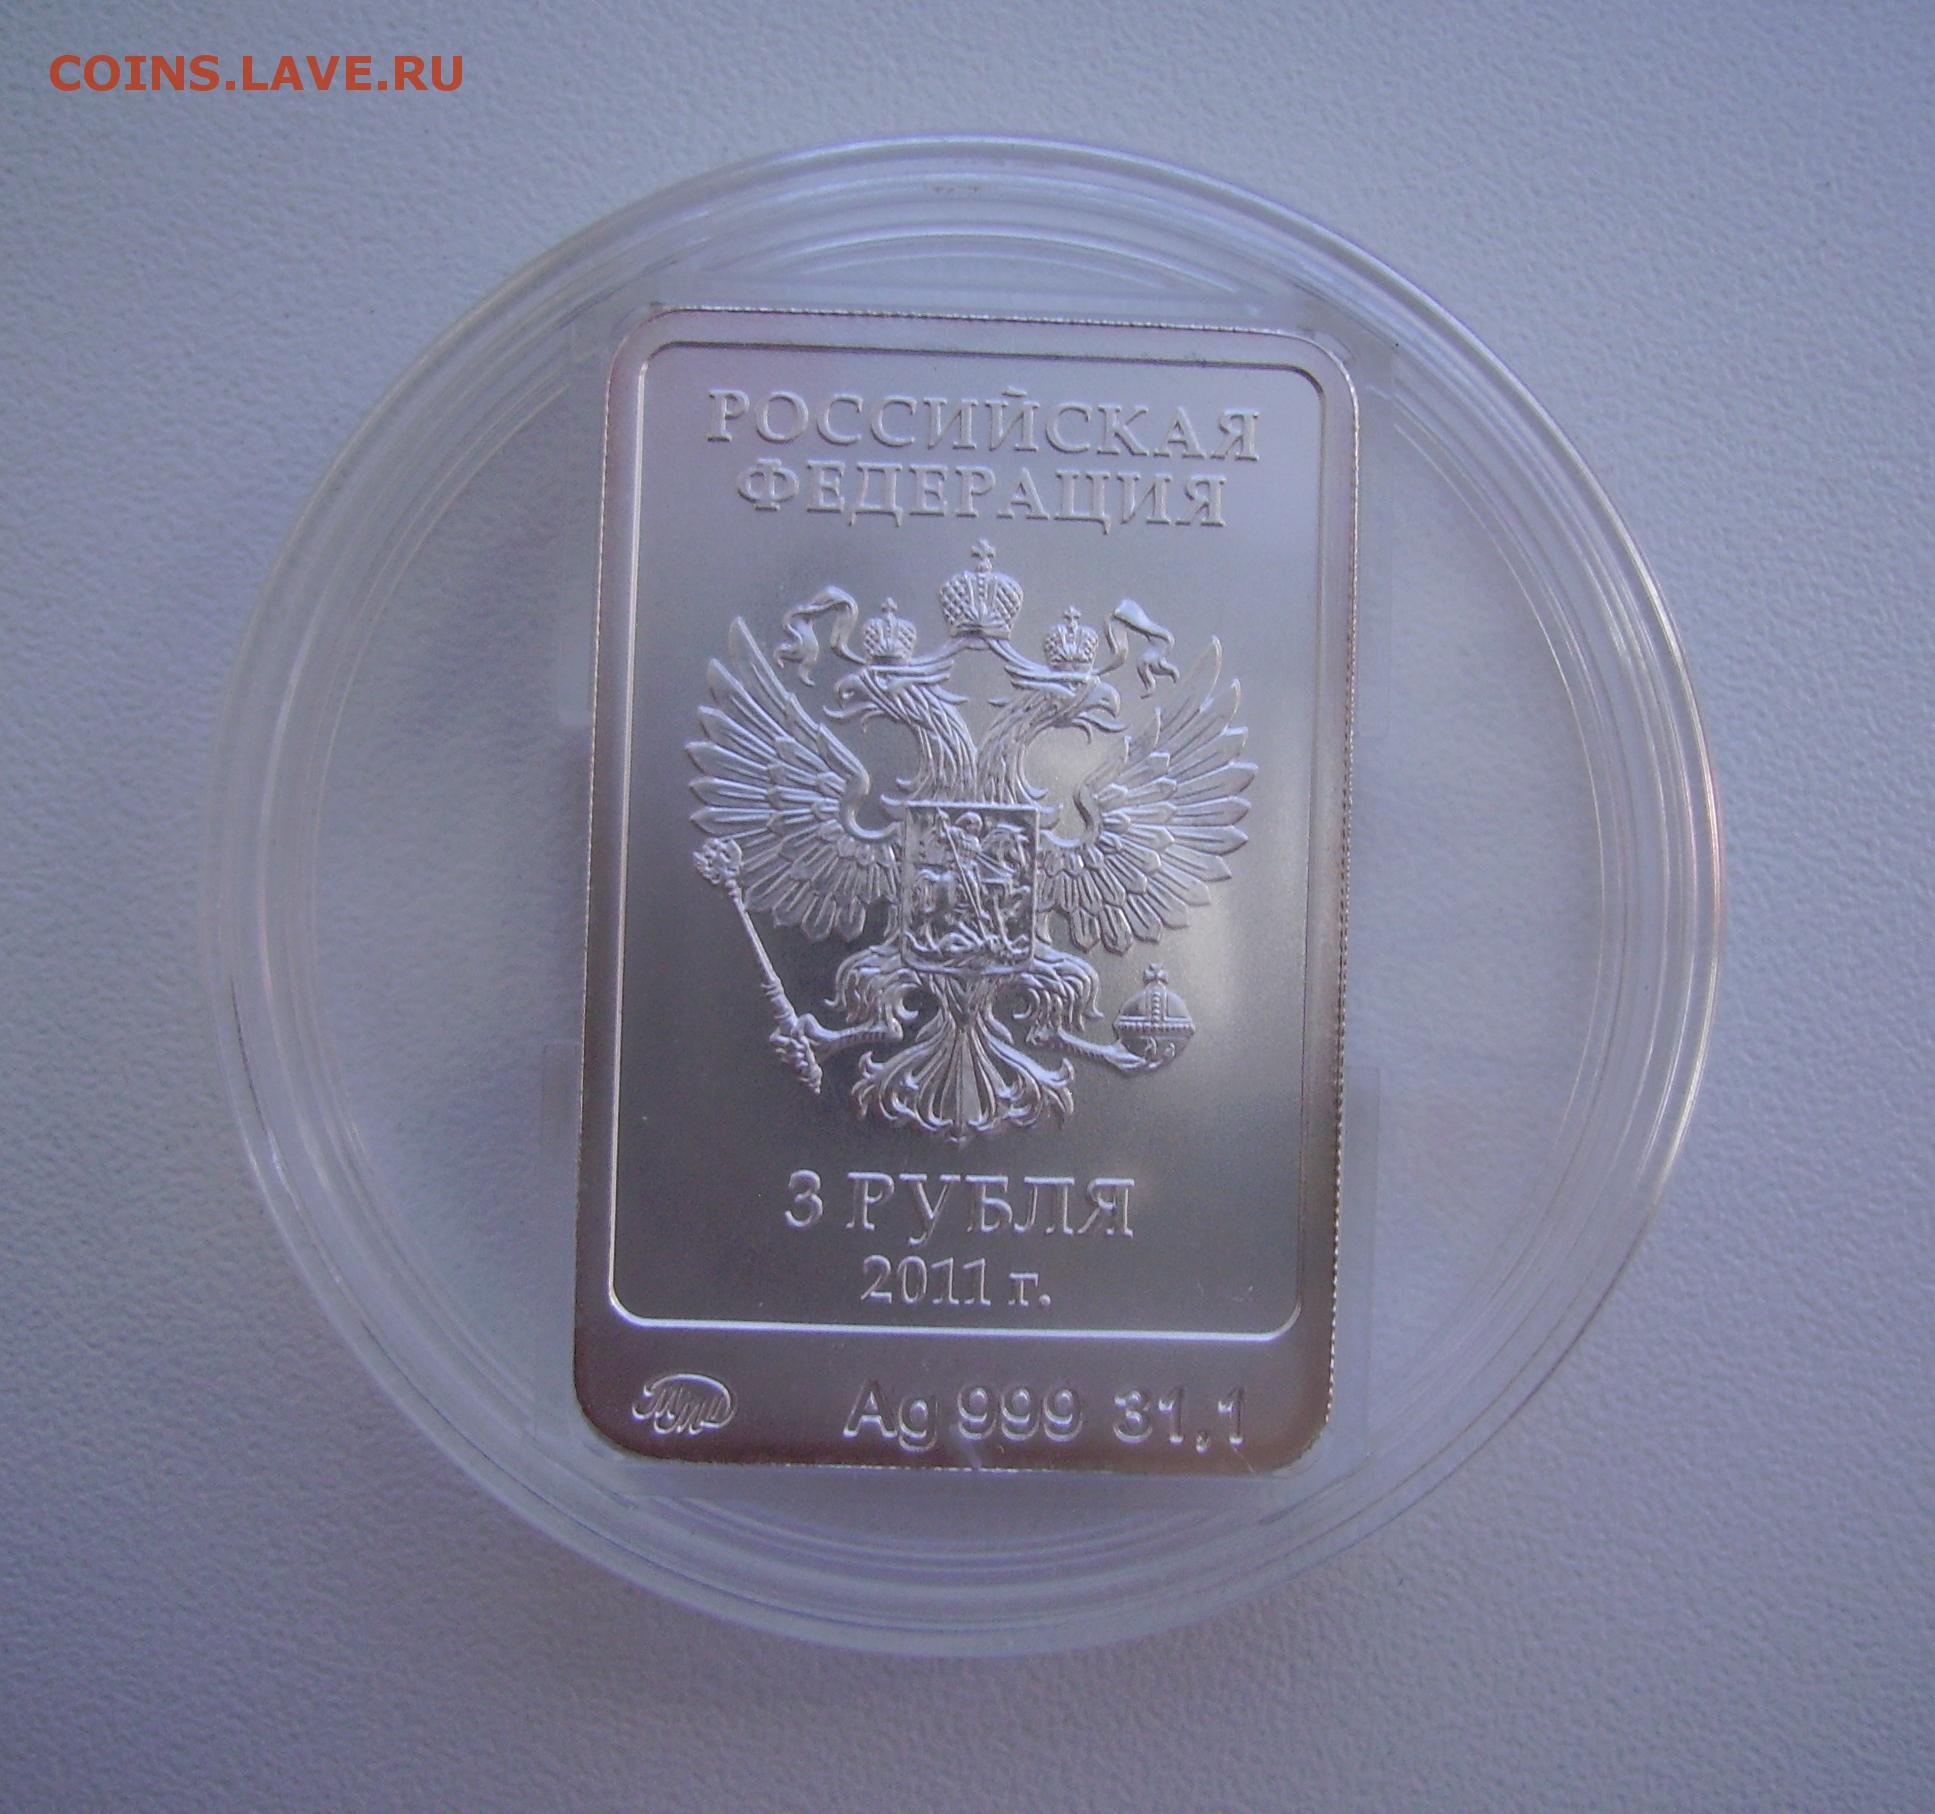 COINS.LAVE.RU
РОССИЙСКАЯ
ФЕДЕРАЦИЯ
3 РУБЛЯ
2011 г.
ММД Ag 999 31,1